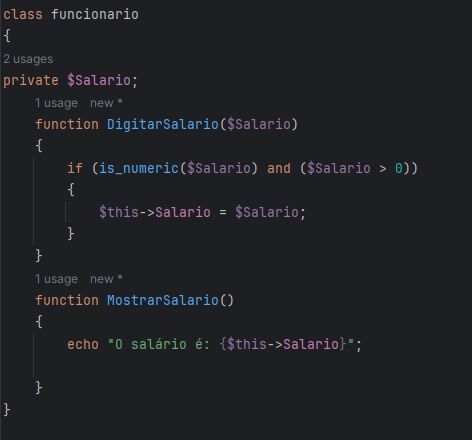 class funcionario
{
2 usages
private $Salario;
1 usage   new *
function DigitarSalario($Salario)
{
if (is_numeric($Salario) and ($Salario > 0))
{
$this->Salario = $Salario;
}
}
1 usage   new *
function MostrarSalario()
{
echo "O salário é: {$this->Salario}";
}
}